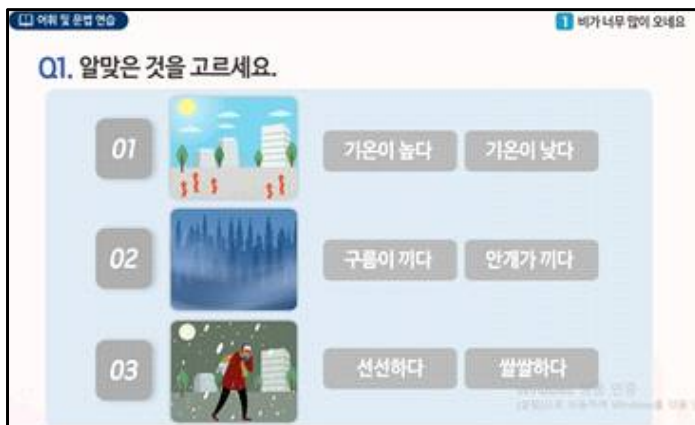 어휘 및 문법 연습
1 비가 너무 많이 오네요
Q1. 알맞은 것을 고르세요.
01 기온이 높다 기온이 낮다
02 구름이 끼다 안개가 끼다
03 선선하다 쌀쌀하다